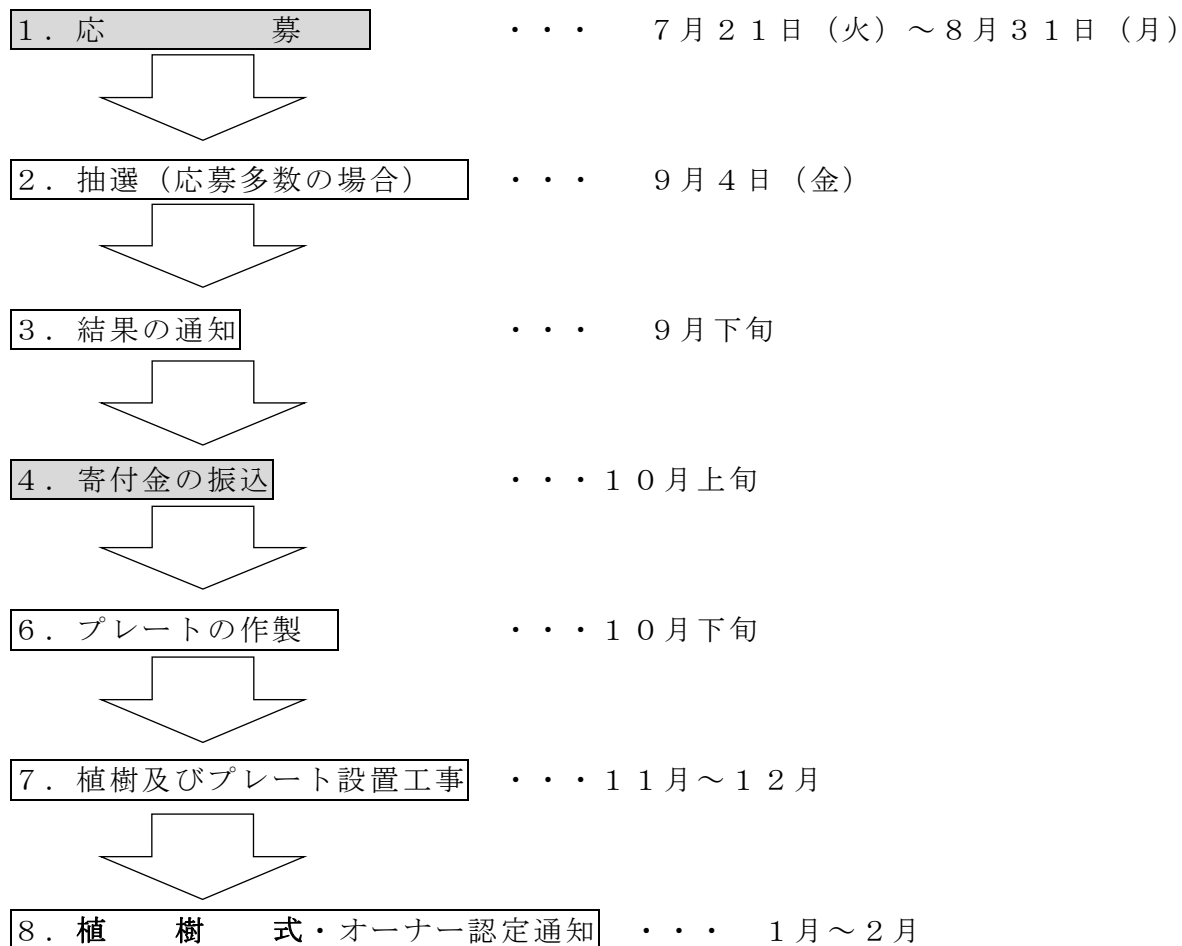 1．応　　　募　・・・　7月21日（火）～8月31日（月）
2．抽選（応募多数の場合）　・・・　9月4日（金）
3．結果の通知　・・・　9月下旬
4．寄付金の振込　・・・10月上旬
6．プレートの作製　・・・10月下旬
7．植樹及びプレート設置工事　・・・11月～12月
8．植　樹　式・オーナー認定通知　・・・　1月～2月